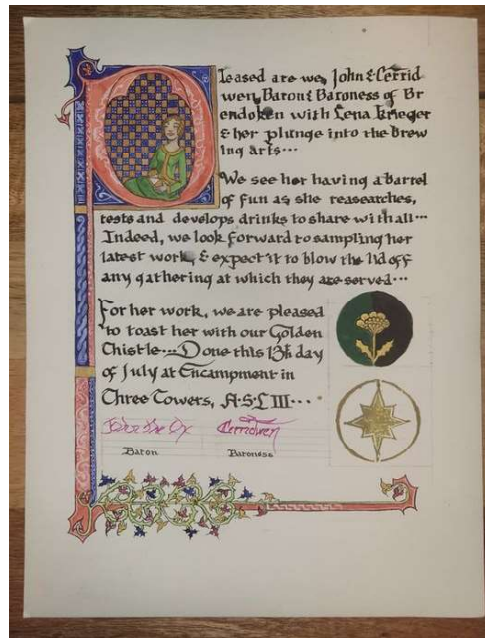 Pleased are we, John & Cerrid
wen, Baron & Baroness of Br
endoken with Lena Krieger
& her plunge into the brew
ing arts...
We see her having a barrel
of fun as she reasearches,
tests and develops drinks to share with all...
Indeed, we look forward to sampling her
latest work, & expect it to blow the lid off
any gathering at which they are served...
For her work, we are pleased
to toast her with our Golden
Thistle... Done this 13th day
of July at Encampment in
Three Towers, A.S. LIII...
Cerridwen
Baron Baroness